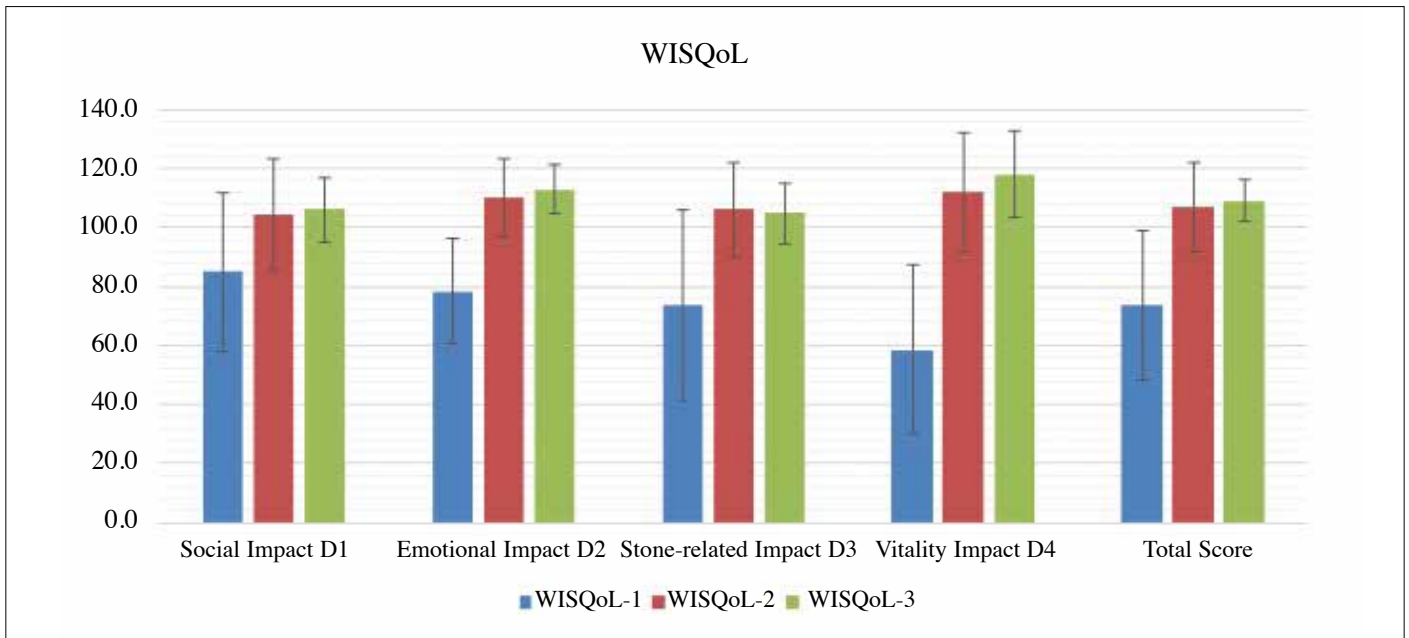 WISQoL
140.0
120.0
100.0
80.0
60.0
40.0
20.0
0.0
Social Impact D1 Emotional Impact D2 Stone-related Impact D3 Vitality Impact D4 Total Score
WISQoL-1 WISQoL-2 WISQoL-3